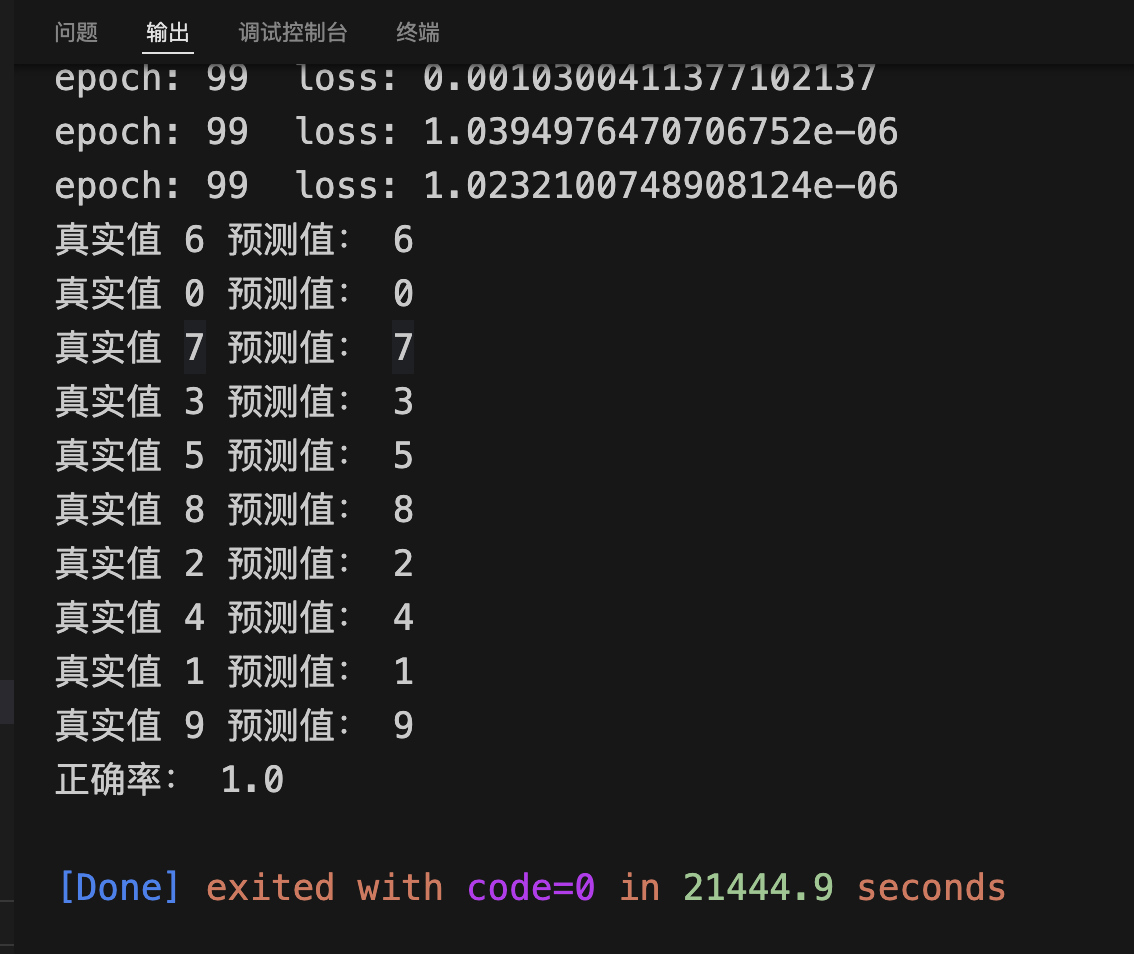 问题 输出 调试控制台 终端
epoch: 99 loss: 0.0010300411377102137
epoch: 99 loss: 1.0394976470706752e-06
epoch: 99 loss: 1.0232100748908124e-06
真实值 6 预测值: 6
真实值 0 预测值: 0
真实值 7 预测值: 7
真实值 3 预测值: 3
真实值 5 预测值: 5
真实值 8 预测值: 8
真实值 2 预测值: 2
真实值 4 预测值: 4
真实值 1 预测值: 1
真实值 9 预测值: 9
正确率: 1.0
[Done] exited with code=0 in 21444.9 seconds